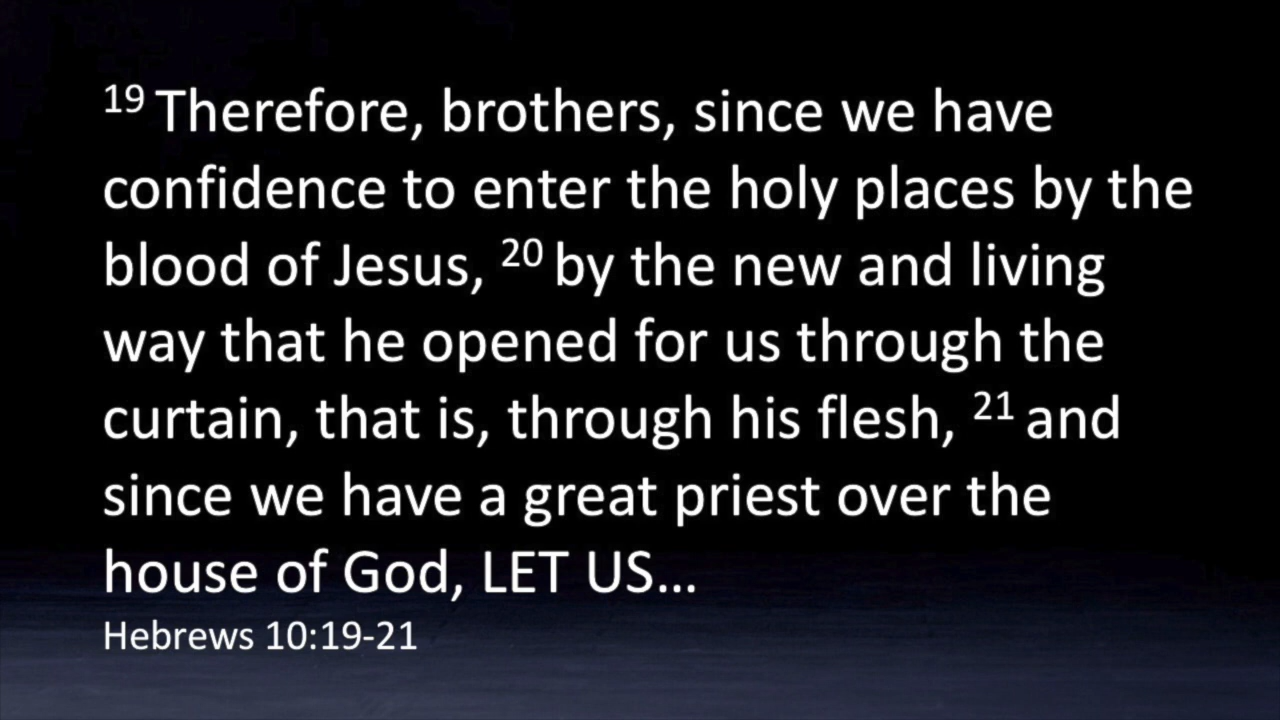 19 Therefore, brothers, since we have
confidence to enter the holy places by the
blood of Jesus, 20 by the new and living
way that he opened for us through the
curtain, that is, through his flesh, 21 and
since we have a great priest over the
house of God, LET US...
Hebrews 10:19-21